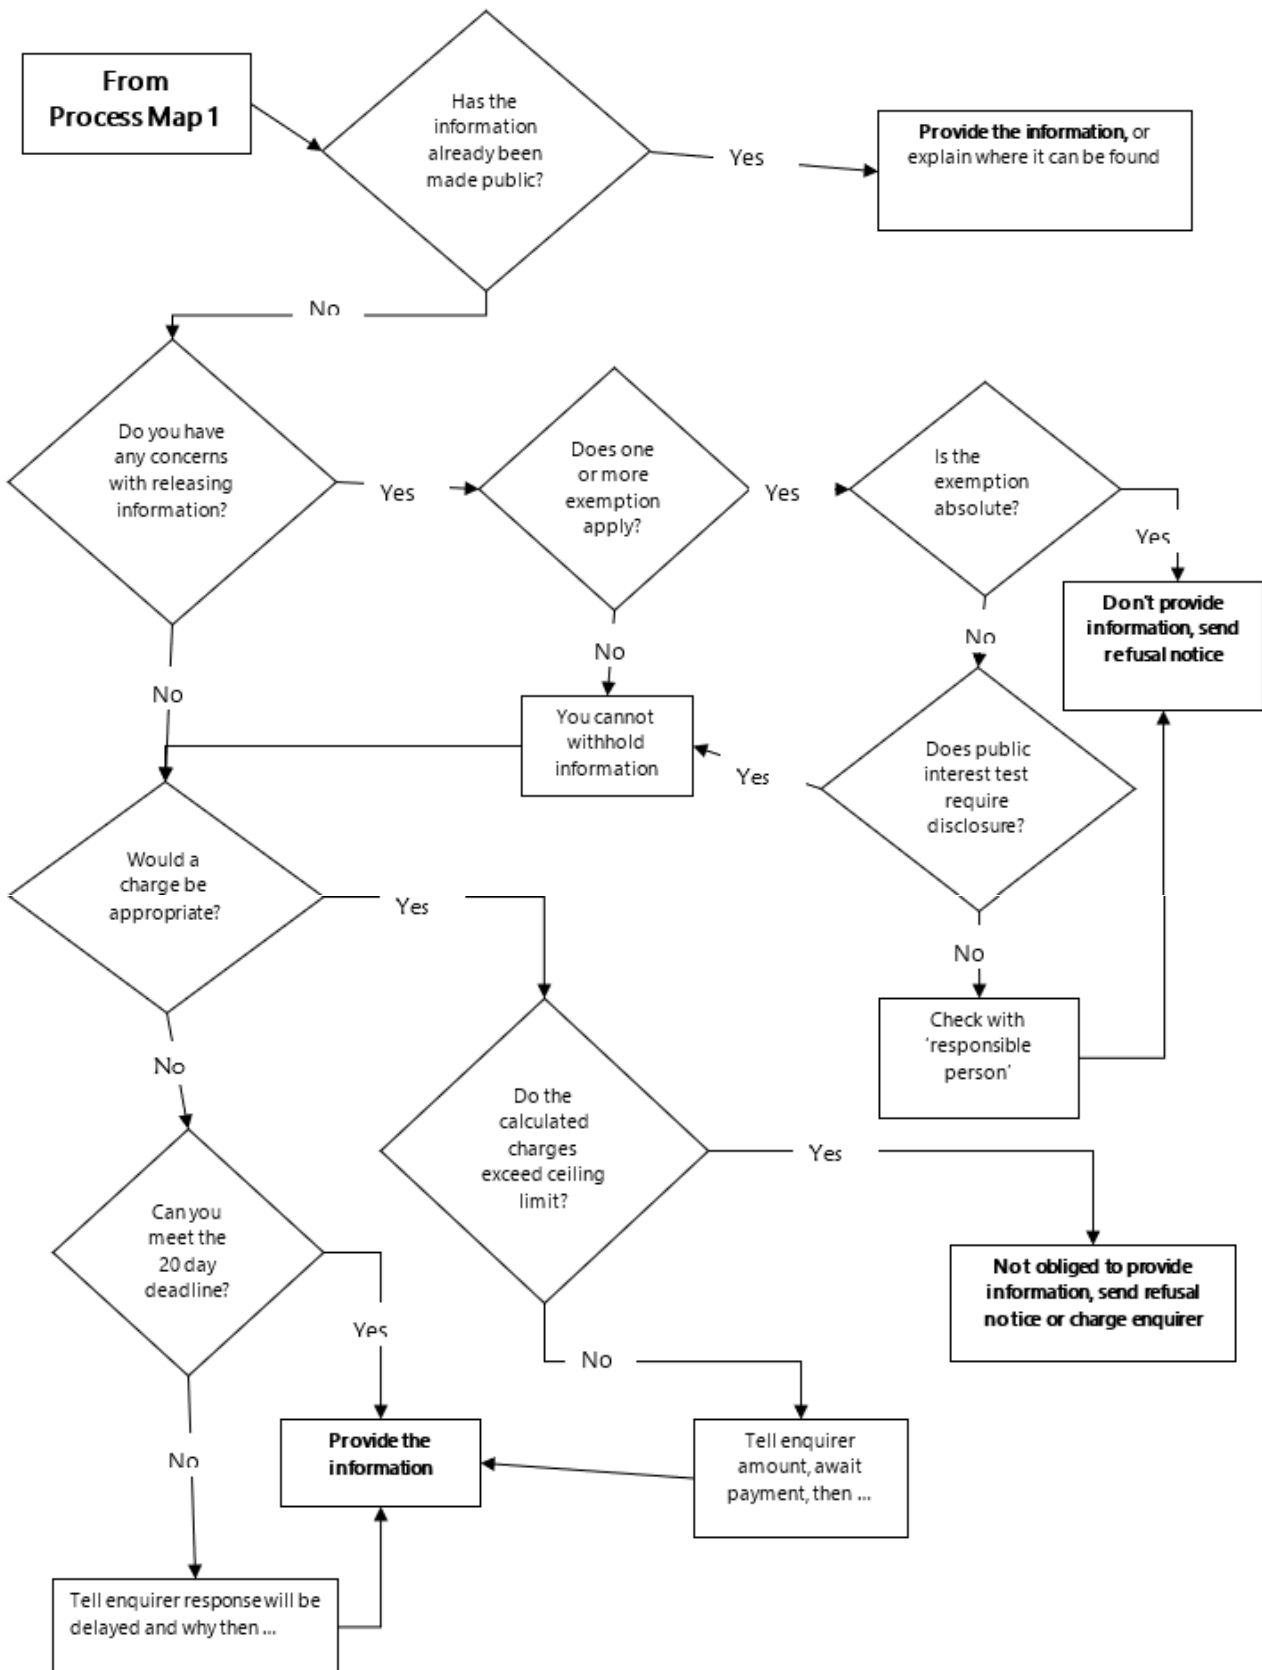 From
Process Map 1
Has the
information
already been
made public?
Yes
Provide the information, or
explain where it can be found
No
Do you have
any concerns
with releasing
information?
Yes
Does one
or more
exemption
apply?
Yes
Is the
exemption
absolute?
Yes
Don't provide
information, send
refusal notice
No
No
No
You cannot
withhold
information
Yes
Does public
interest test
require
disclosure?
Would a
charge be
appropriate?
Yes
No
Check with
'responsible
person'
No
Do the
calculated
charges
exceed ceiling
limit?
Yes
Can you
meet the
20 day
deadline?
Not obliged to provide
information, send refusal
notice or charge enquirer
Yes
No
No
Provide the
information
Tell enquirer
amount, await
payment, then ...
Tell enquirer response will be
delayed and why then ...